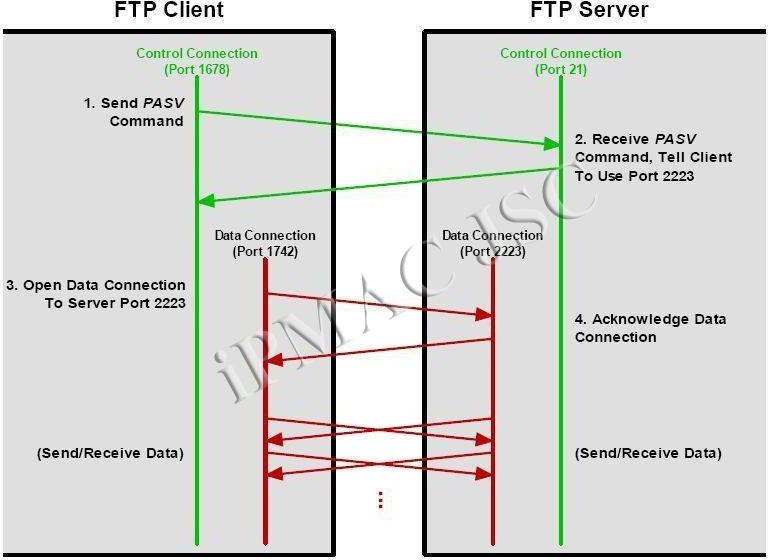 FTP Client
FTP Server
Control Connection
(Port 1678)
Control Connection
(Port 21)
1. Send PASV
Command
2. Receive PASV
Command, Tell Client
To Use Port 2223
Data Connection
(Port 1742)
Data Connection
(Port 2223)
3. Open Data Connection
To Server Port 2223
4. Acknowledge Data
Connection
(Send/Receive Data)
(Send/Receive Data)
iPMAC JSC